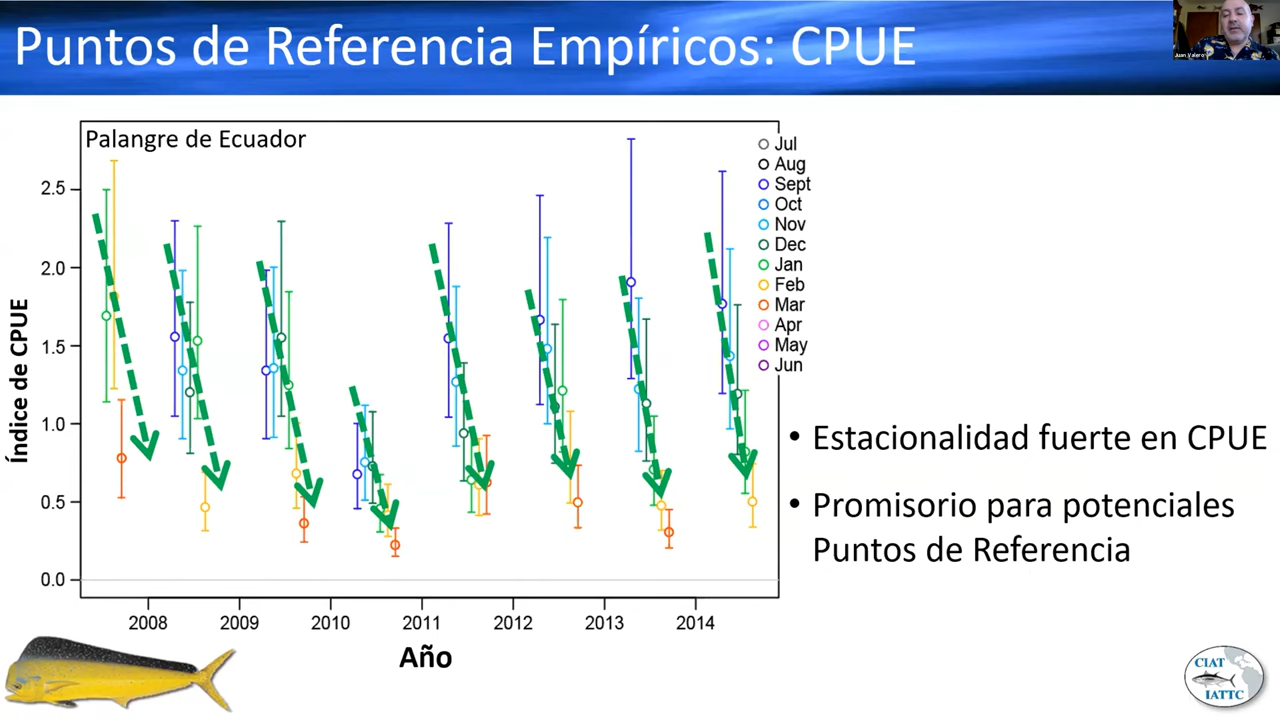 Puntos de Referencia Empíricos: CPUE
Juan Valero
Palangre de Ecuador
Jul
Aug
Sept
Oct
Nov
Dec
Jan
Feb
Mar
Apr
May
Jun
Índice de CPUE
2.5
2.0
1.5
1.0
0.5
0.0
2008
2009
2010
2011
2012
2013
2014
Año
• Estacionalidad fuerte en CPUE
• Promisorio para potenciales
Puntos de Referencia
CIAT
IATTC